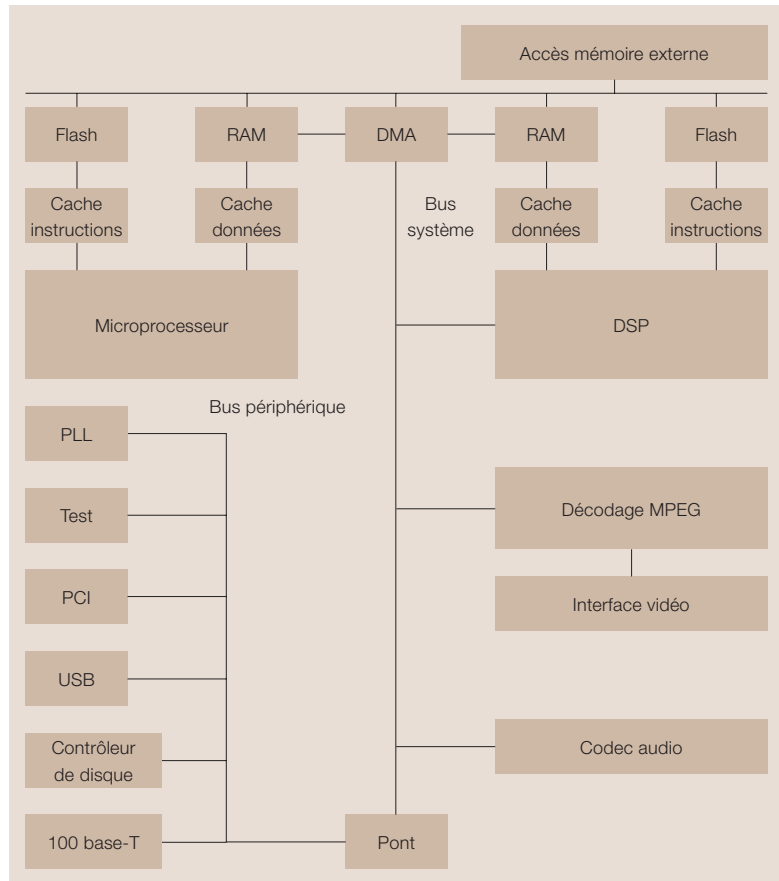 Accès mémoire externe
Flash
RAM
DMA
RAM
Flash
Cache
instructions
Cache
données
Bus
système
Cache
données
Cache
instructions
Microprocesseur
DSP
Bus périphérique
PLL
Test
Décodage MPEG
PCI
Interface vidéo
USB
Contrôleur
de disque
Codec audio
100 base-T
Pont